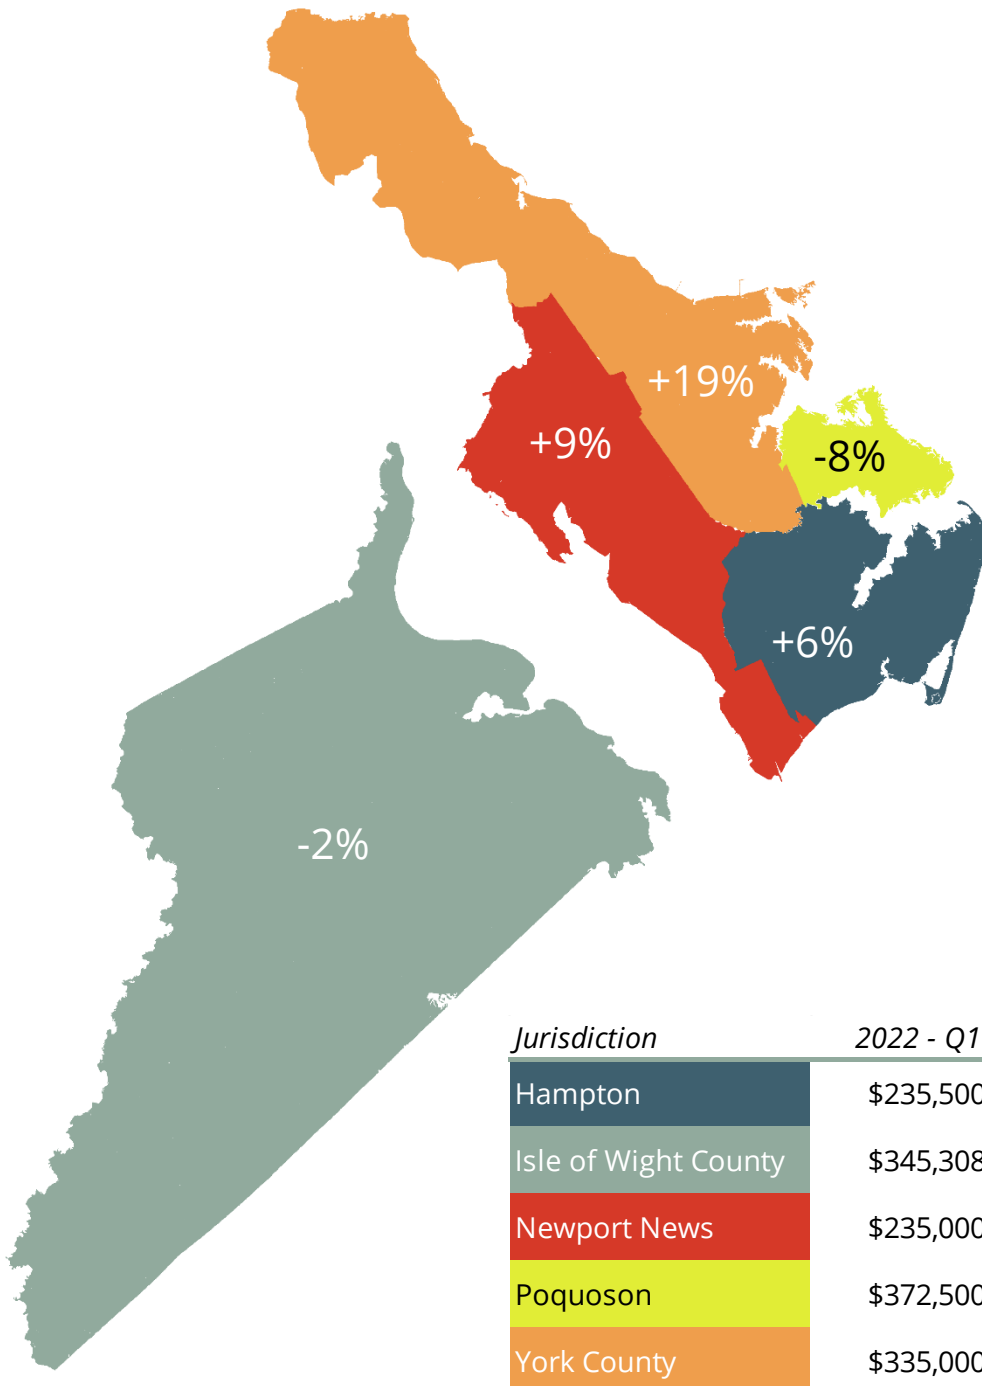 +19%
+9%
-8%
+6%
-2%
Jurisdiction 2022 - Q1
Hampton $235,500
Isle of Wight County $345,308
Newport News $235,000
Poquoson $372,500
York County $335,000